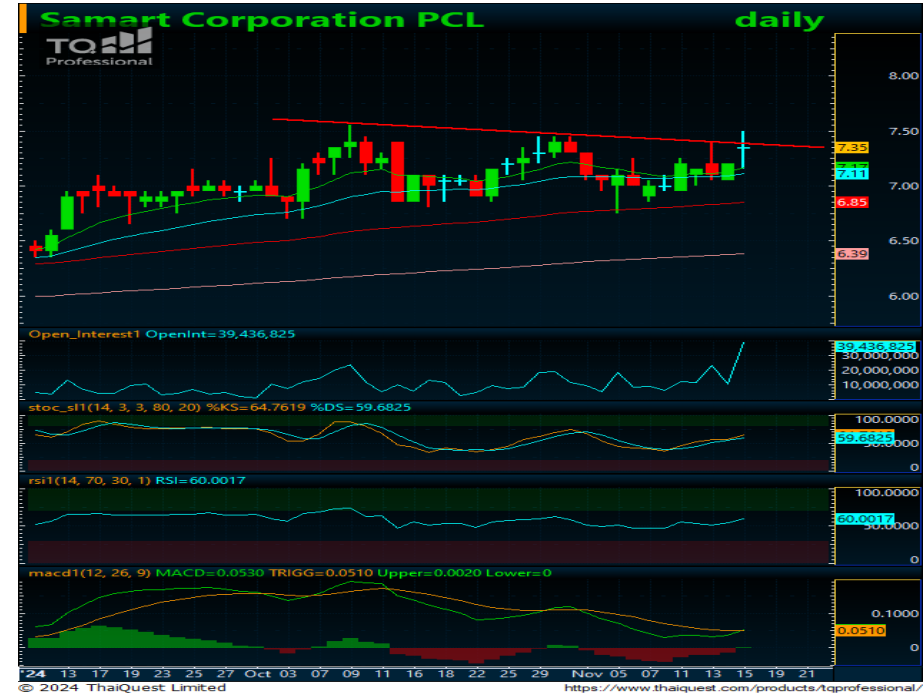 Samart Corporation PCL daily
TQ
Professional
8.00
7.50
7.35
7.11
7.00
6.85
6.50
6.39
6.00
Open_Interest1 OpenInt=39,436,825
39,436,825
30,000,000
20,000,000
10,000,000
stoc_sl1(14, 3, 3, 80, 20) %KS=64.7619 %DS=59.6825
100.0000
59.6825
0
rsi1(14, 70, 30, 1) RSI=60.0017
100.0000
60.0017
50.0000
0
macd1(12, 26, 9) MACD=0.0530 TRIGG=0.0510 Upper=0.0020 Lower=0
0.1000
0.0510
0
'24 13 17 19 23 25 27 Oct 03 07 09 11 16 18 22 25 29 Nov 05 07 11 13 15 19 21
© 2024 ThaiQuest Limited https://www.thaiquest.com/products/tqprofessional/